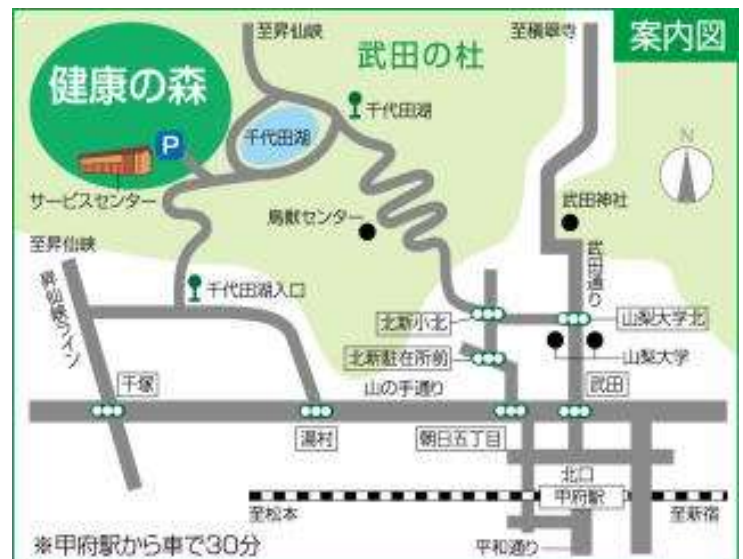 案内図
至昇仙峡
武田の杜
至積翠寺
健康の森
千代田湖
P
千代田湖
N
サービスセンター
鳥獣センター
武田神社
至昇仙峡
武田通り
昇仙峡ライン
千代田湖入口
北新小北
山梨大学北
北新駐在所前
山梨大学
千塚
山の手通り
武田
湯村
朝日五丁目
北口
甲府駅
至松本
至新宿
※甲府駅から車で30分
平和通り